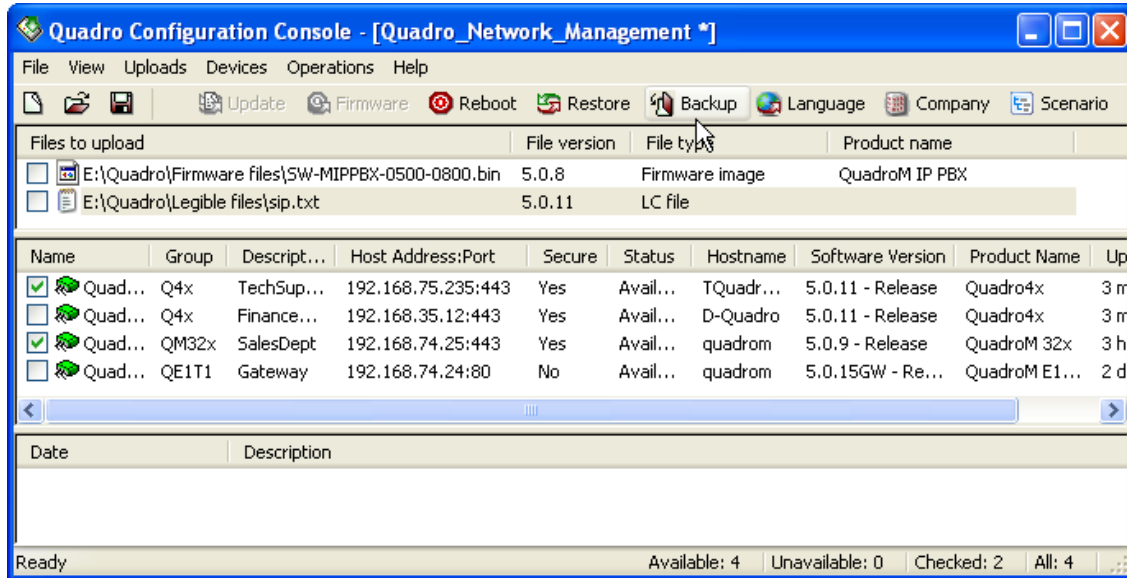 Quadro Configuration Console - [Quadro_Network_Management *]
File View Uploads Devices Operations Help
Update Firmware Reboot Restore Backup Language Company Scenario
Files to upload File version File type Product name
E:\Quadro\Firmware files\SW-MIPPBX-0500-0800.bin 5.0.8 Firmware image QuadroM IP PBX
E:\Quadro\Legible files\sip.txt 5.0.11 LC file
Name Group Descript... Host Address:Port Secure Status Hostname Software Version Product Name Up
Quad... Q4x TechSup... 192.168.75.235:443 Yes Avail... TQuadr... 5.0.11 - Release Quadro4x 3 m
Quad... Q4x Finance... 192.168.35.12:443 Yes Avail... D-Quadro 5.0.11 - Release Quadro4x 3 m
Quad... QM32x SalesDept 192.168.74.25:443 Yes Avail... quadrom 5.0.9 - Release QuadroM 32x 3 h
Quad... QE1T1 Gateway 192.168.74.24:80 No Avail... quadrom 5.0.15GW - Re... QuadroM E1... 2 d
Date Description
Ready Available: 4 Unavailable: 0 Checked: 2 All: 4